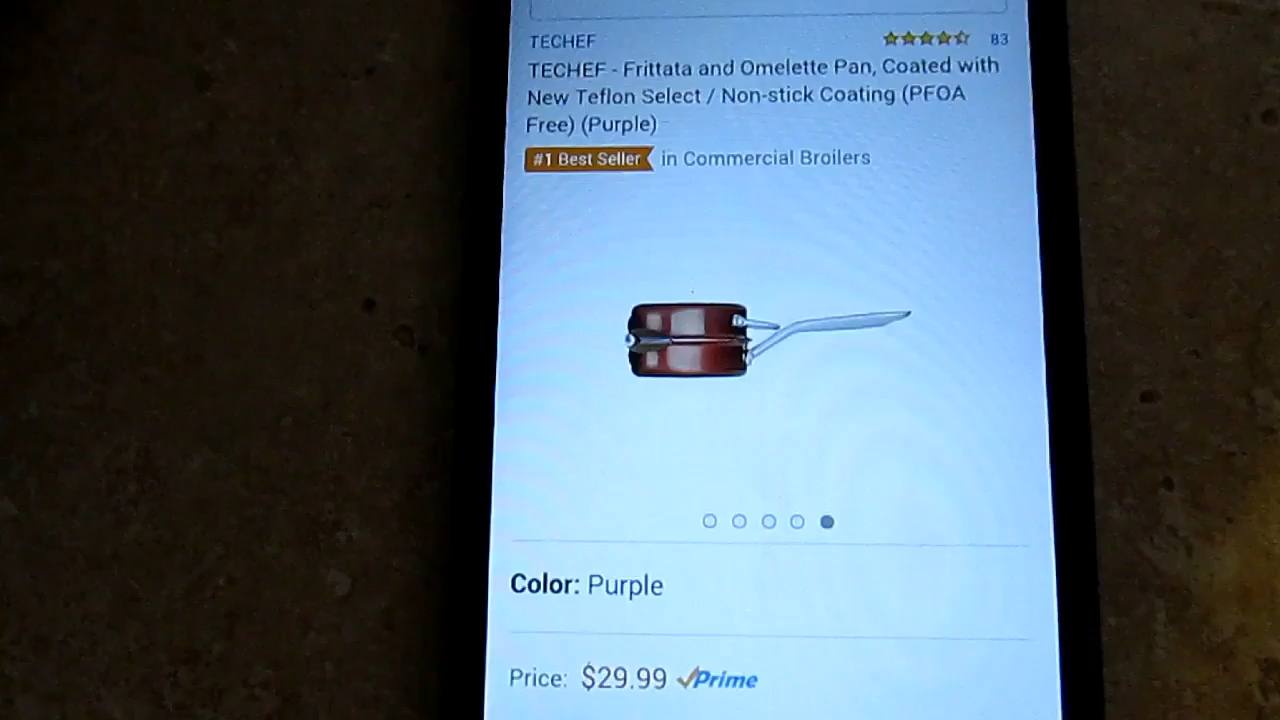 TECHEF 83
TECHEF - Frittata and Omelette Pan, Coated with
New Teflon Select / Non-stick Coating (PFOA
Free) (Purple)
#1 Best Seller in Commercial Broilers
Color: Purple
Price: $29.99 Prime